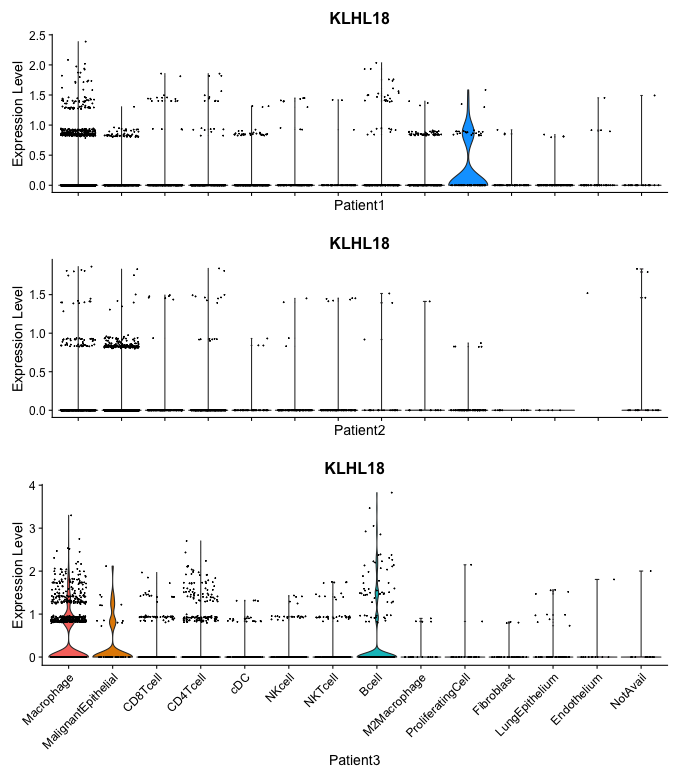 KLHL18
Expression Level
2.5
2.0
1.5
1.0
0.5
0.0
Patient1
KLHL18
Expression Level
1.5
1.0
0.5
0.0
Patient2
KLHL18
Expression Level
4
3
2
1
0
Macrophage
MalignantEpithelial
CD8Tcell
CD4Tcell
cDC
NKcell
NKTcell
Bcell
M2Macrophage
ProliferatingCell
Fibroblast
LungEpithelium
Endothelium
NotAvail
Patient3